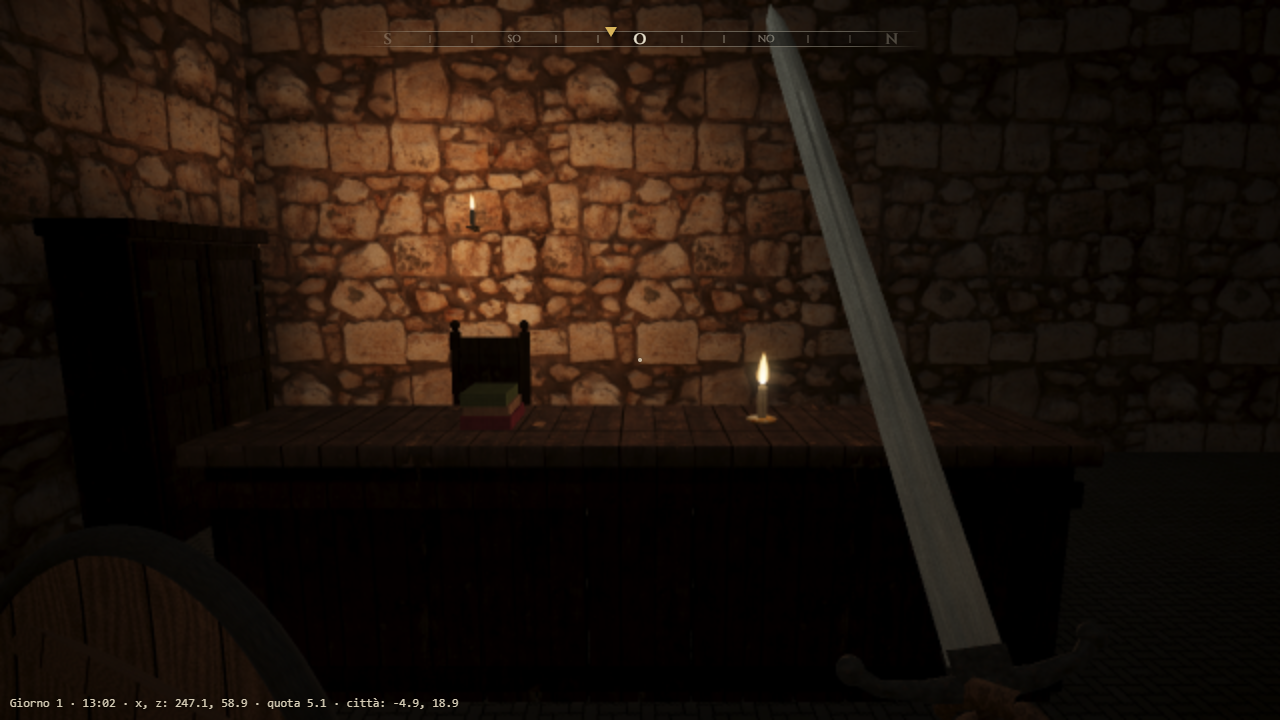 S SO O NO N
Giorno 1 · 13:02 · x, z: 247.1, 58.9 · quota 5.1 · città: -4.9, 18.9